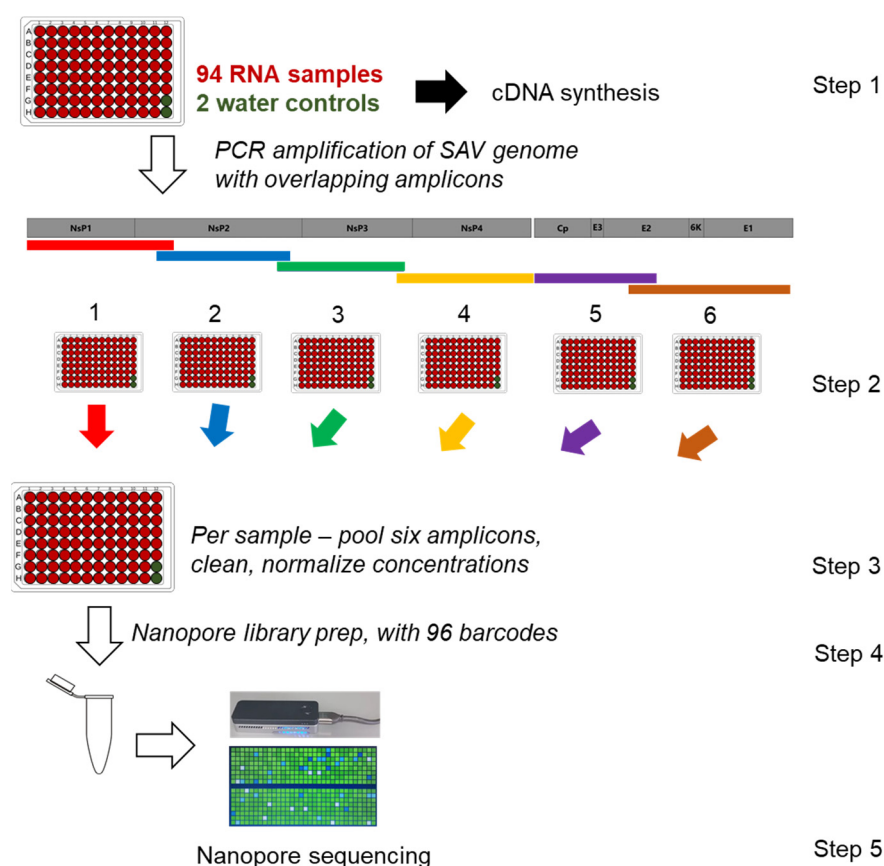 94 RNA samples
2 water controls
cDNA synthesis
Step 1
PCR amplification of SAV genome
with overlapping amplicons
NsP1 NsP2 NsP3 NsP4 Cp E3 E2 6K E1
1 2 3 4 5 6
Step 2
A
B
C
D
E
F
G
H
Per sample – pool six amplicons,
clean, normalize concentrations
Step 3
Nanopore library prep, with 96 barcodes
Step 4
Nanopore sequencing
Step 5